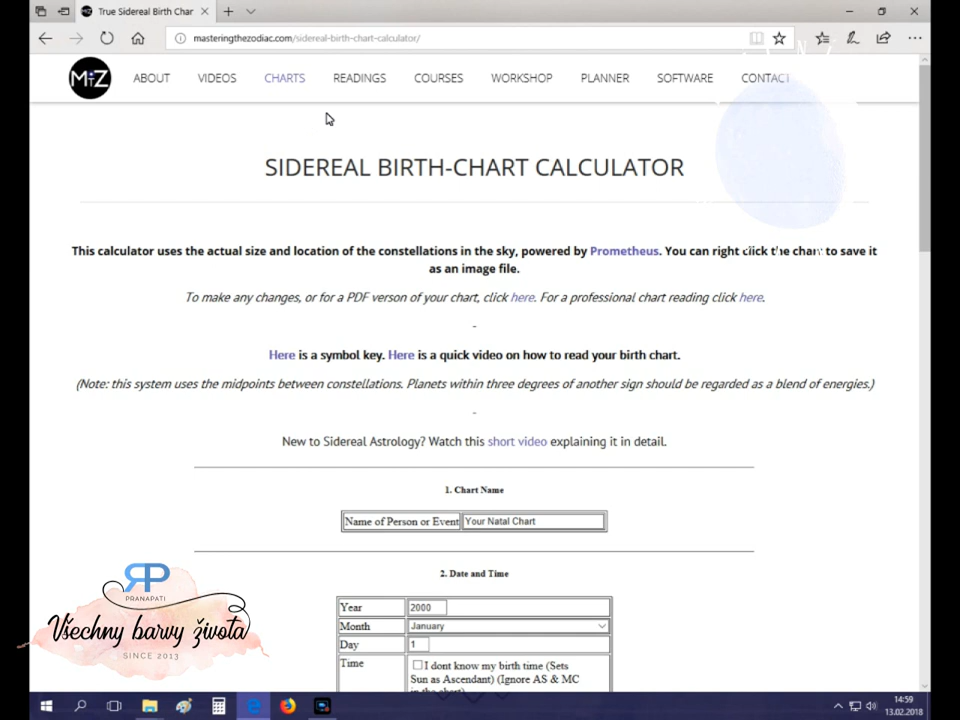 True Sidereal Birth Char
masteringthezodiac.com/sidereal-birth-chart-calculator/
MTZ
ABOUT VIDEOS CHARTS READINGS COURSES WORKSHOP PLANNER SOFTWARE CONTACT
SIDEREAL BIRTH-CHART CALCULATOR
This calculator uses the actual size and location of the constellations in the sky, powered by Prometheus. You can right click the chart to save it
as an image file.
To make any changes, or for a PDF verson of your chart, click here. For a professional chart reading click here.
-
Here is a symbol key. Here is a quick video on how to read your birth chart.
(Note: this system uses the midpoints between constellations. Planets within three degrees of another sign should be regarded as a blend of energies.)
-
New to Sidereal Astrology? Watch this short video explaining it in detail.
1. Chart Name
Name of Person or Event Your Natal Chart
2. Date and Time
Year 2000
Month January
Day 1
Time I dont know my birth time (Sets
Sun as Ascendant) (Ignore AS & MC
in the chart)
RP
PRANAPATI
Všechny barvy života
SINCE 2013
14:59
13.02.2018